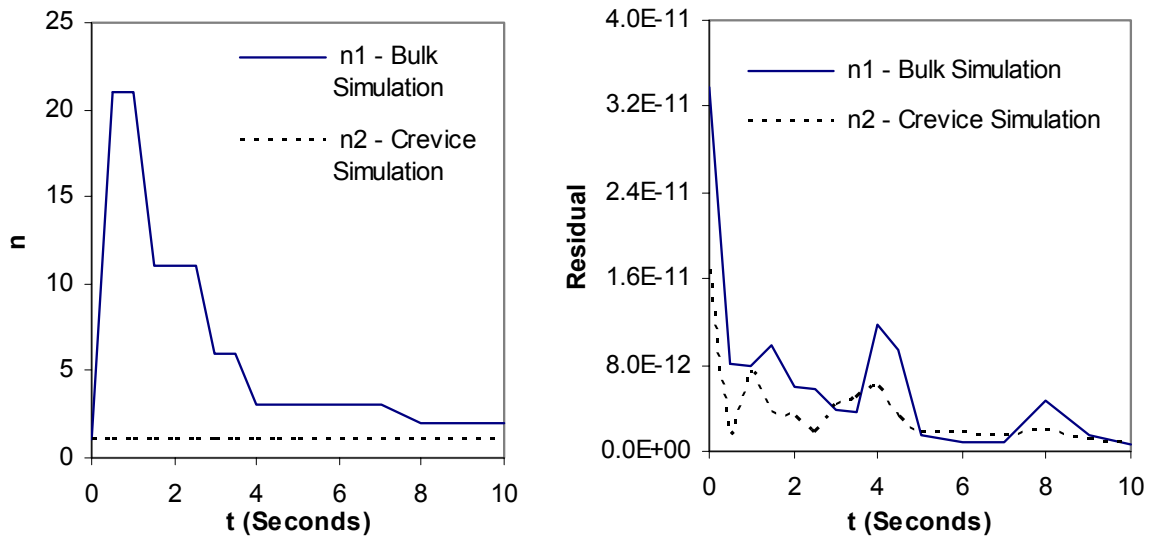 25
20
15
10
5
0
n
n1 - Bulk
Simulation
n2 - Crevice
Simulation
0 2 4 6 8 10
t (Seconds)
4.0E-11
3.2E-11
2.4E-11
1.6E-11
8.0E-12
0.0E+00
Residual
n1 - Bulk Simulation
n2 - Crevice Simulation
0 2 4 6 8 10
t (Seconds)